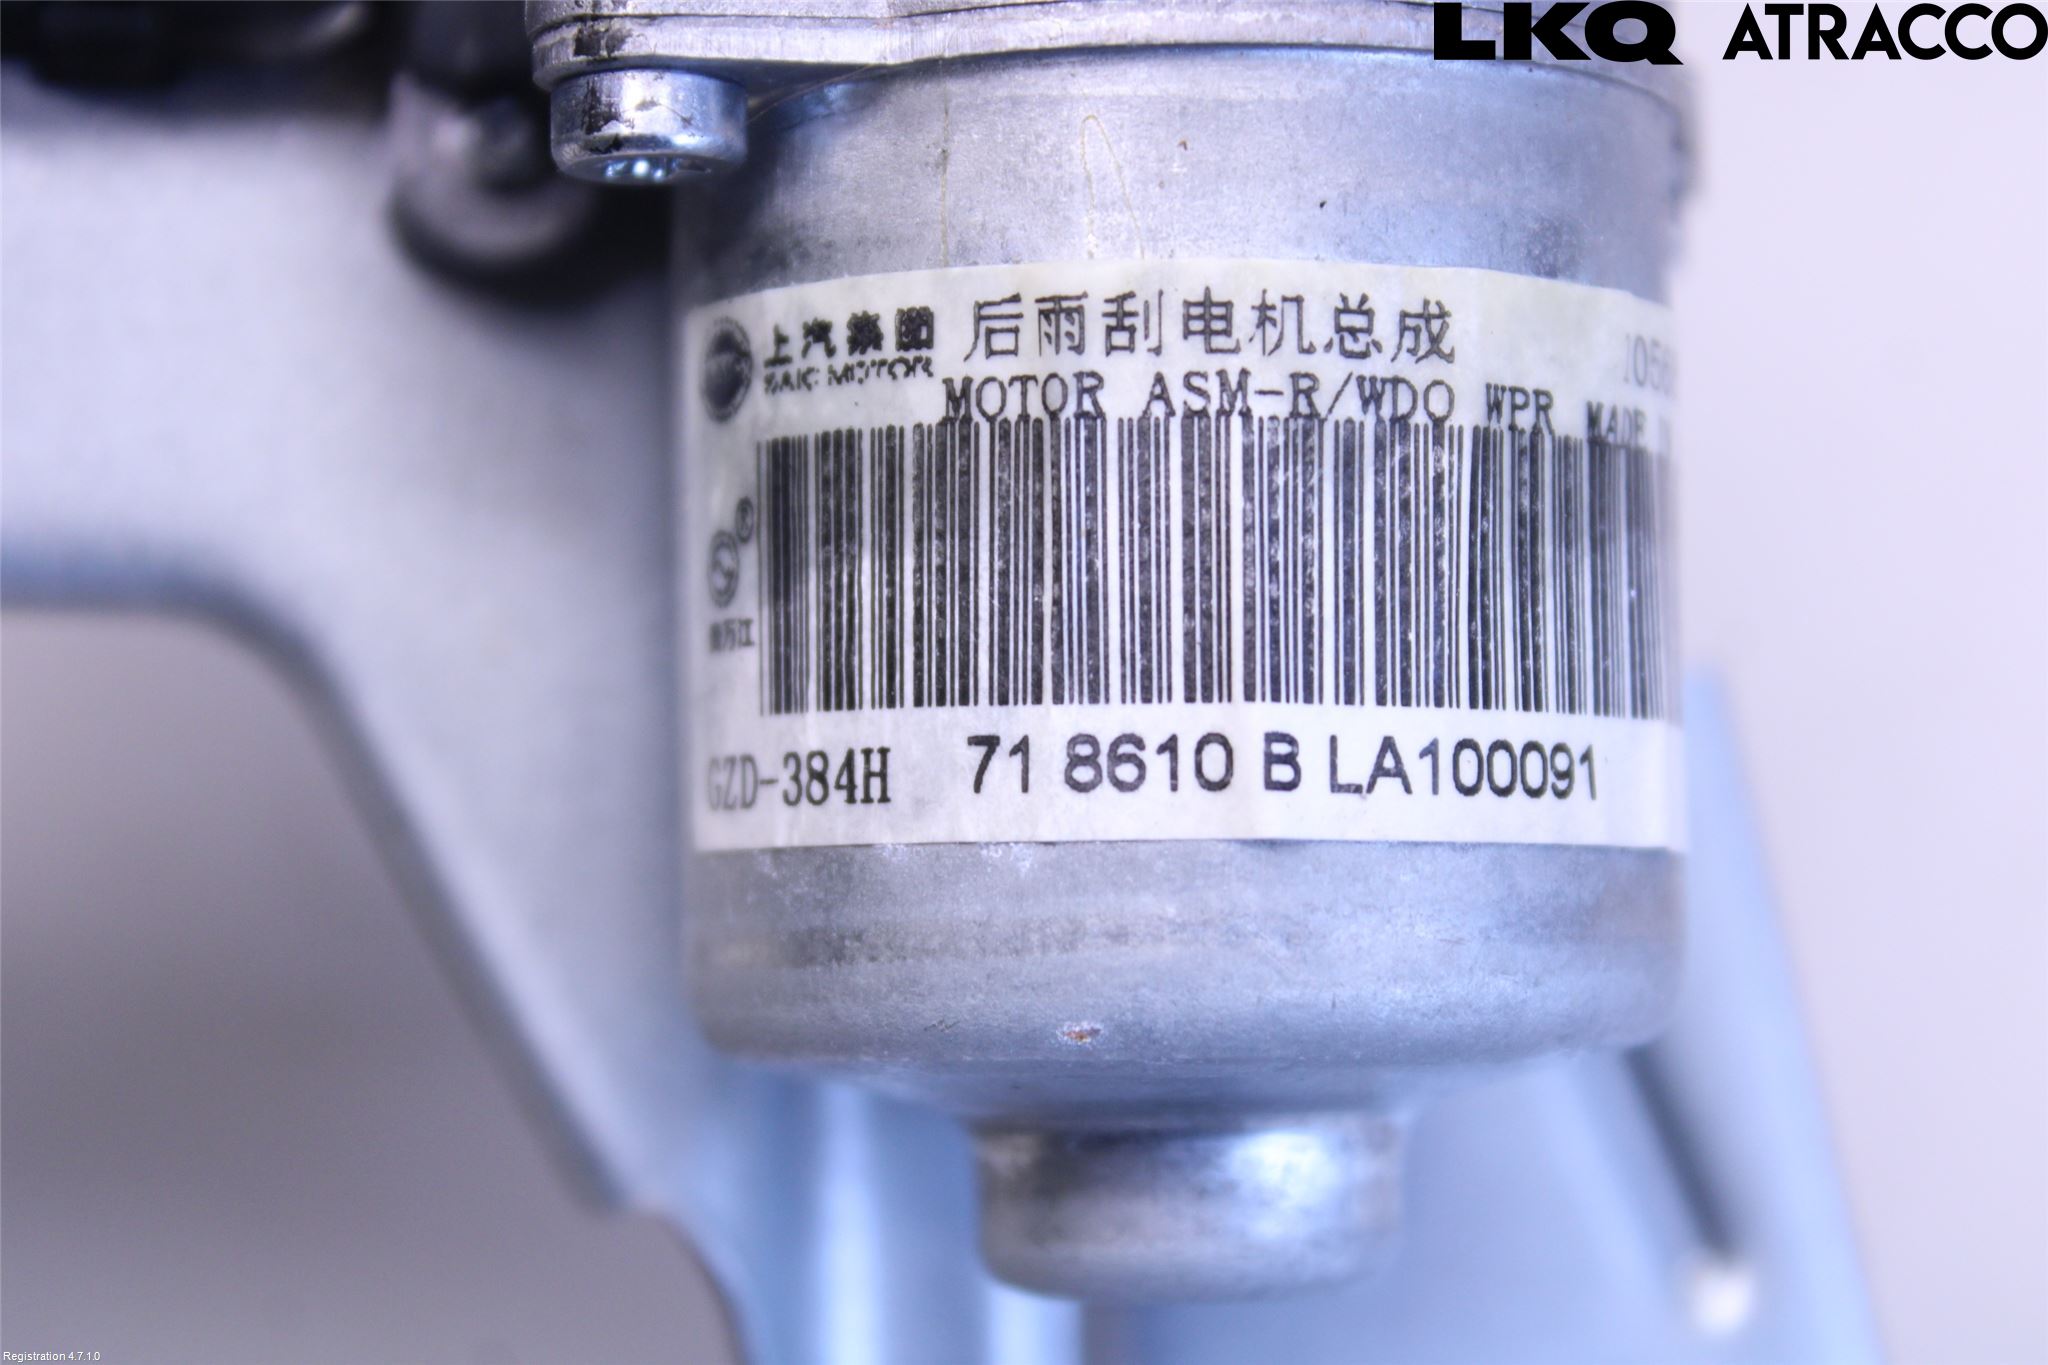 LKQ ATRACCO
上汽集团 后雨刮电机总成
SAIC MOTOR
MOTOR ASM-R/WDO WPR MADE
®
GZD-384H 71 8610 B LA100091
Registration 4.7.1.0